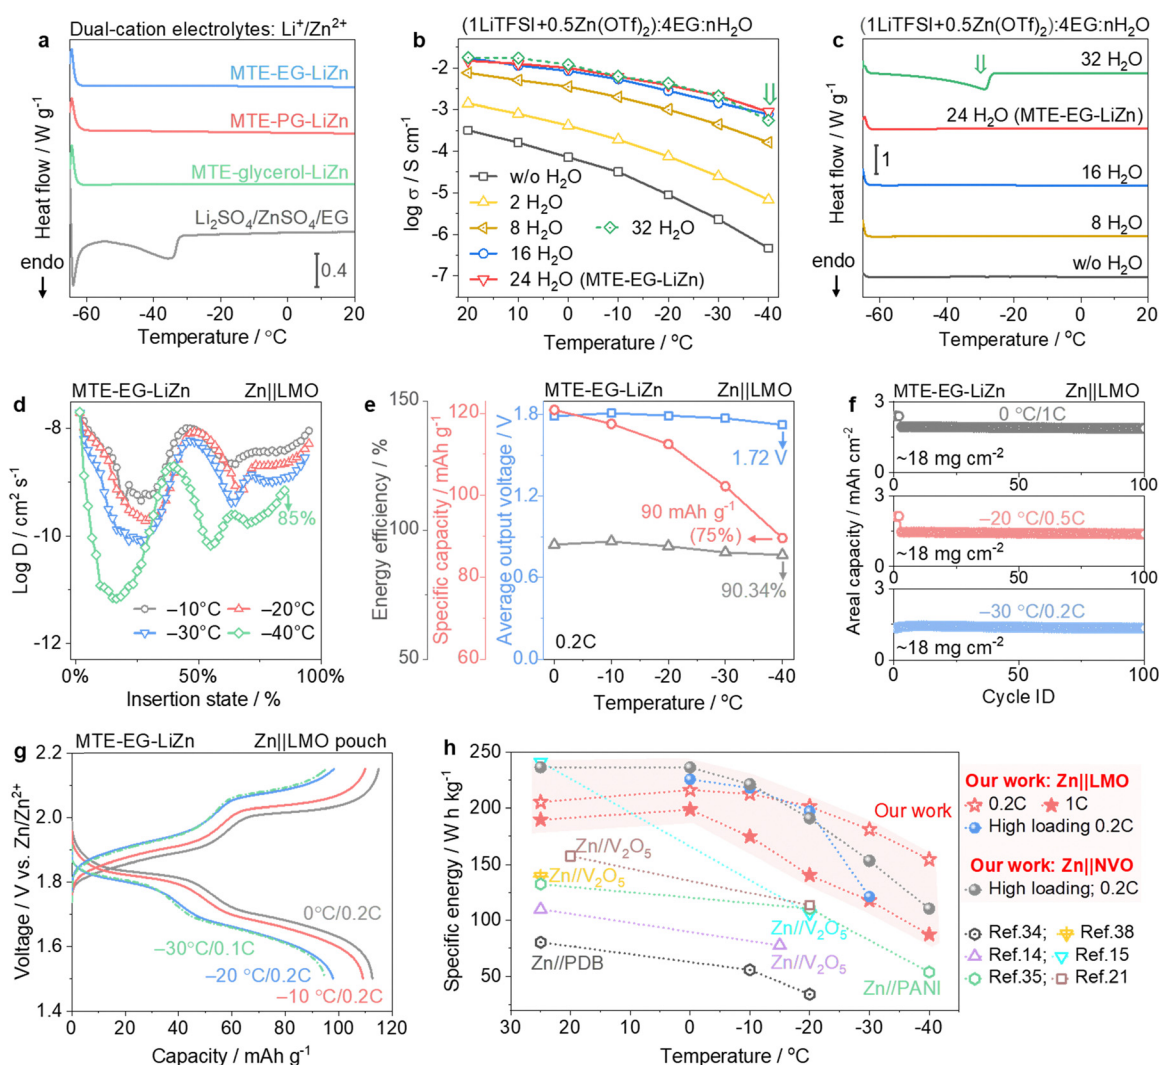 a
Dual-cation electrolytes: Li⁺/Zn²⁺
MTE-EG-LiZn
MTE-PG-LiZn
MTE-glycerol-LiZn
Li₂SO₄/ZnSO₄/EG
0.4
Heat flow / W g⁻¹
endo
-60 -40 -20 0 20
Temperature / °C
b
(1LiTFSI+0.5Zn(OTf)₂):4EG:nH₂O
log σ / S cm⁻¹
-2
-3
-4
-5
-6
-7
w/o H₂O
2 H₂O
8 H₂O
32 H₂O
16 H₂O
24 H₂O (MTE-EG-LiZn)
20 10 0 -10 -20 -30 -40
Temperature / °C
c
(1LiTFSI+0.5Zn(OTf)₂):4EG:nH₂O
32 H₂O
24 H₂O (MTE-EG-LiZn)
1
16 H₂O
8 H₂O
w/o H₂O
Heat flow / W g⁻¹
endo
-60 -40 -20 0 20
Temperature / °C
d
MTE-EG-LiZn Zn||LMO
Log D / cm² s⁻¹
-8
-10
-12
85%
–10°C –20°C
–30°C –40°C
0% 50% 100%
Insertion state / %
e
MTE-EG-LiZn Zn||LMO
Energy efficiency / %
150
100
50
Specific capacity / mAh g⁻¹
120
100
80
60
Average output voltage / V
1.8
1.2
0.6
0.0
1.72 V
90 mAh g⁻¹
(75%)
90.34%
0.2C
0 -10 -20 -30 -40
Temperature / °C
f
MTE-EG-LiZn Zn||LMO
Areal capacity / mAh cm⁻²
3
0 °C/1C
~18 mg cm⁻²
0
0 50 100
3
–20 °C/0.5C
~18 mg cm⁻²
0
0 50 100
3
–30 °C/0.2C
~18 mg cm⁻²
0
0 50 100
Cycle ID
g
MTE-EG-LiZn Zn||LMO pouch
Voltage / V vs. Zn/Zn²⁺
2.2
2.0
1.8
1.6
1.4
0°C/0.2C
–30°C/0.1C
–20 °C/0.2C
–10 °C/0.2C
0 20 40 60 80 100 120
Capacity / mAh g⁻¹
h
Specific energy / W h kg⁻¹
250
200
150
100
50
Our work
Zn//V₂O₅
Zn//V₂O₅
Zn//V₂O₅
Zn//V₂O₅
Zn//PDB
Zn//PANI
30 20 10 0 -10 -20 -30 -40
Temperature / °C
Our work: Zn||LMO
0.2C 1C
High loading 0.2C
Our work: Zn||NVO
High loading; 0.2C
Ref.34; Ref.38
Ref.14; Ref.15
Ref.35; Ref.21